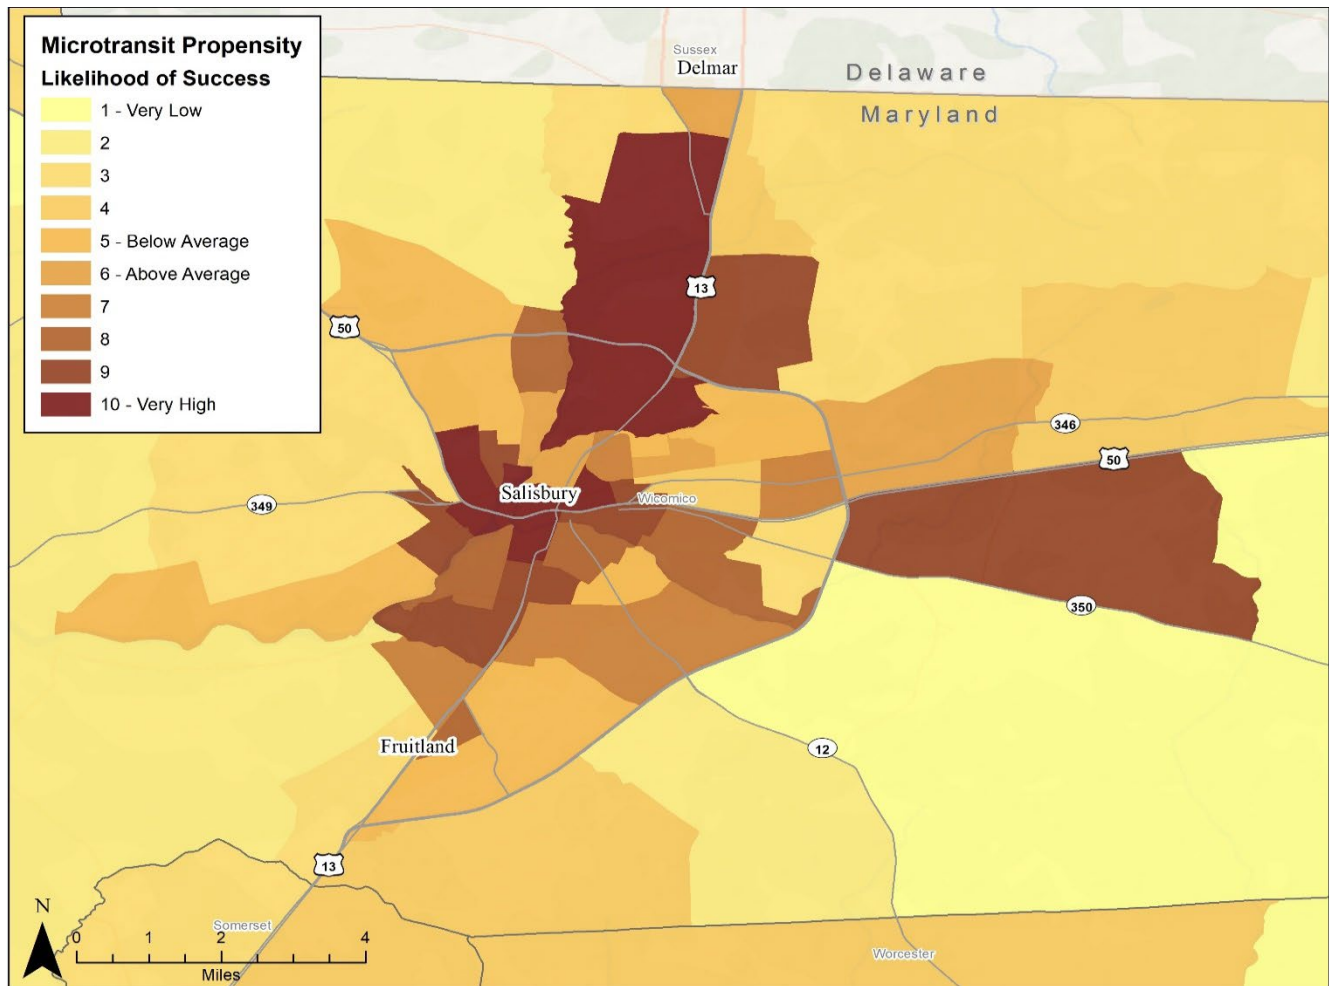 Microtransit Propensity
Likelihood of Success
1 - Very Low
2
3
4
5 - Below Average
6 - Above Average
7
8
9
10 - Very High
Sussex
Delmar
Delaware
Maryland
13
50
346
50
349
Salisbury
Wicomico
350
Fruitland
12
13
N
Somerset
0 1 2 4
Miles
Worcester